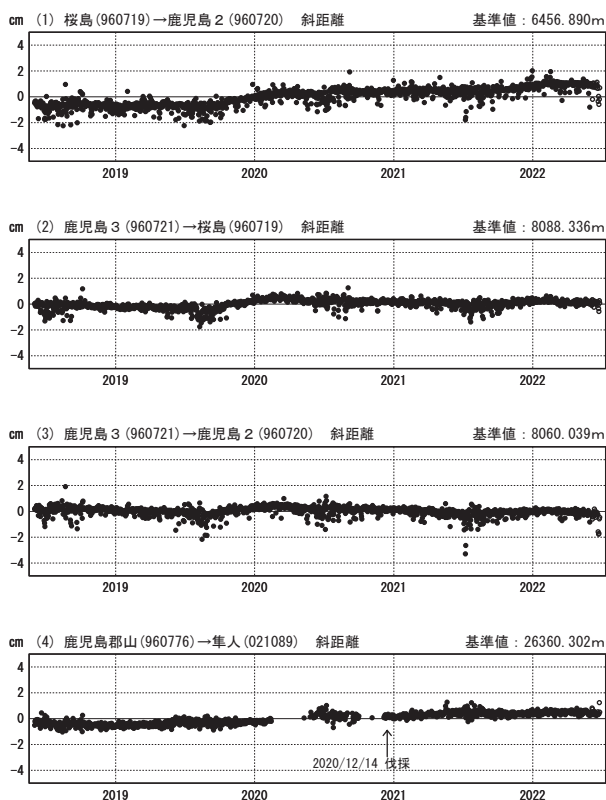 cm (1) 桜島(960719)→鹿児島2(960720) 斜距離 基準値：6456.890m
4
2
0
-2
-4
2019 2020 2021 2022
cm (2) 鹿児島3(960721)→桜島(960719) 斜距離 基準値：8088.336m
4
2
0
-2
-4
2019 2020 2021 2022
cm (3) 鹿児島3(960721)→鹿児島2(960720) 斜距離 基準値：8060.039m
4
2
0
-2
-4
2019 2020 2021 2022
cm (4) 鹿児島郡山(960776)→隼人(021089) 斜距離 基準値：26360.302m
4
2
0
-2
-4
2020/12/14 伐採
2019 2020 2021 2022